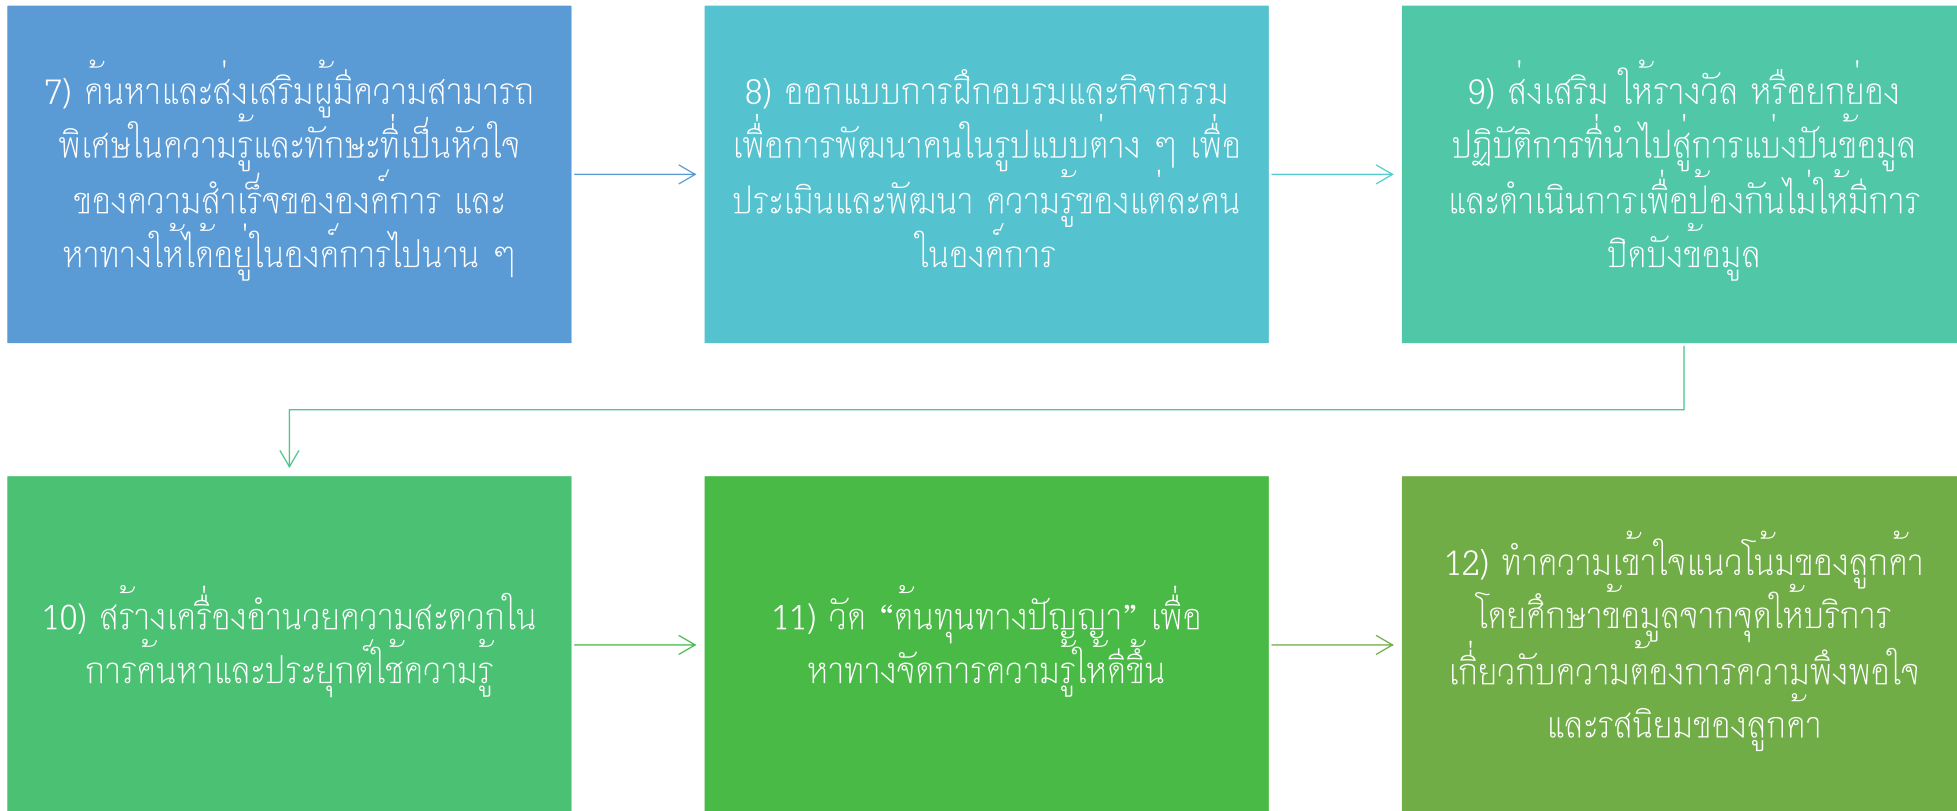 7) ค้นหาและส่งเสริมผู้มีความสามารถ
พิเศษในความรู้และทักษะที่เป็นหัวใจ
ของความสำเร็จขององค์การ และ
หาทางให้ได้อยู่ในองค์การไปนาน ๆ
8) ออกแบบการฝึกอบรมและกิจกรรม
เพื่อการพัฒนาคนในรูปแบบต่าง ๆ เพื่อ
ประเมินและพัฒนา ความรู้ของแต่ละคน
ในองค์การ
9) ส่งเสริม ให้รางวัล หรือยกย่อง
ปฏิบัติการที่นำไปสู่การแบ่งปันข้อมูล
และดำเนินการเพื่อป้องกันไม่ให้มีการ
ปิดบังข้อมูล
10) สร้างเครื่องอำนวยความสะดวกใน
การค้นหาและประยุกต์ใช้ความรู้
11) วัด “ต้นทุนทางปัญญา” เพื่อ
หาทางจัดการความรู้ให้ดีขึ้น
12) ทำความเข้าใจแนวโน้มของลูกค้า
โดยศึกษาข้อมูลจากจุดให้บริการ
เกี่ยวกับความต้องการความพึงพอใจ
และรสนิยมของลูกค้า